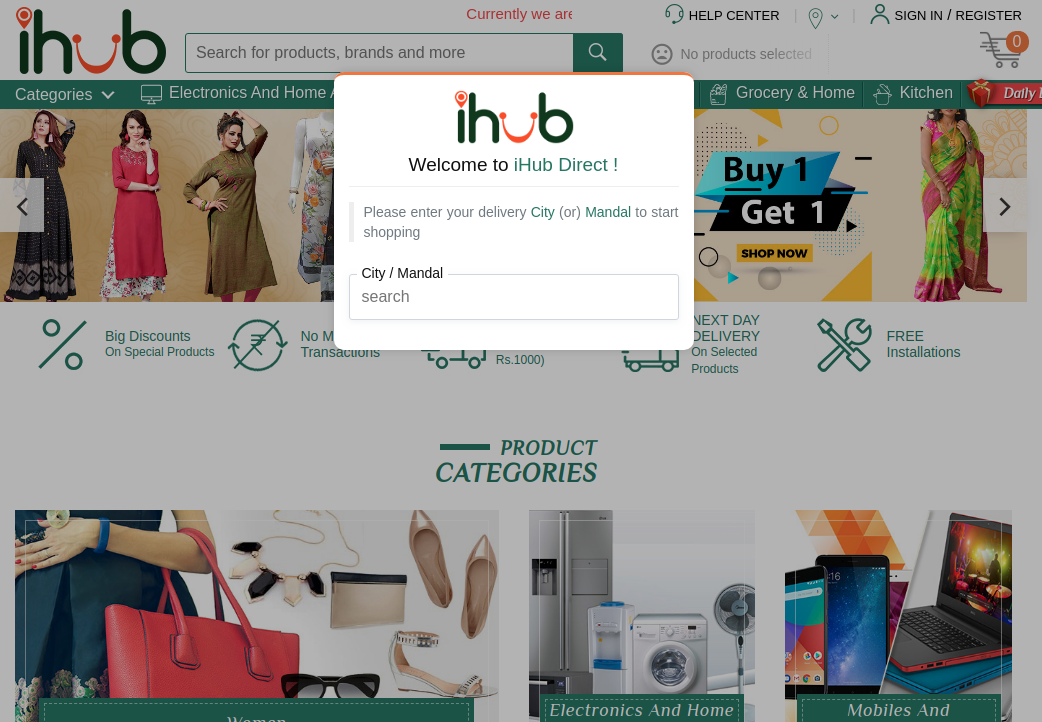 Currently we are
HELP CENTER
SIGN IN / REGISTER
ihub
Search for products, brands and more
No products selected
0
Categories
Electronics And Home
Grocery & Home
Kitchen
Daily
ihub
Welcome to iHub Direct !
Please enter your delivery City (or) Mandal to start
shopping
City / Mandal
search
Buy 1
Get 1
SHOP NOW
Big Discounts
On Special Products
No
Transactions
Rs.1000)
NEXT DAY
DELIVERY
On Selected
Products
FREE
Installations
PRODUCT
CATEGORIES
Women
Electronics And Home
Mobiles And